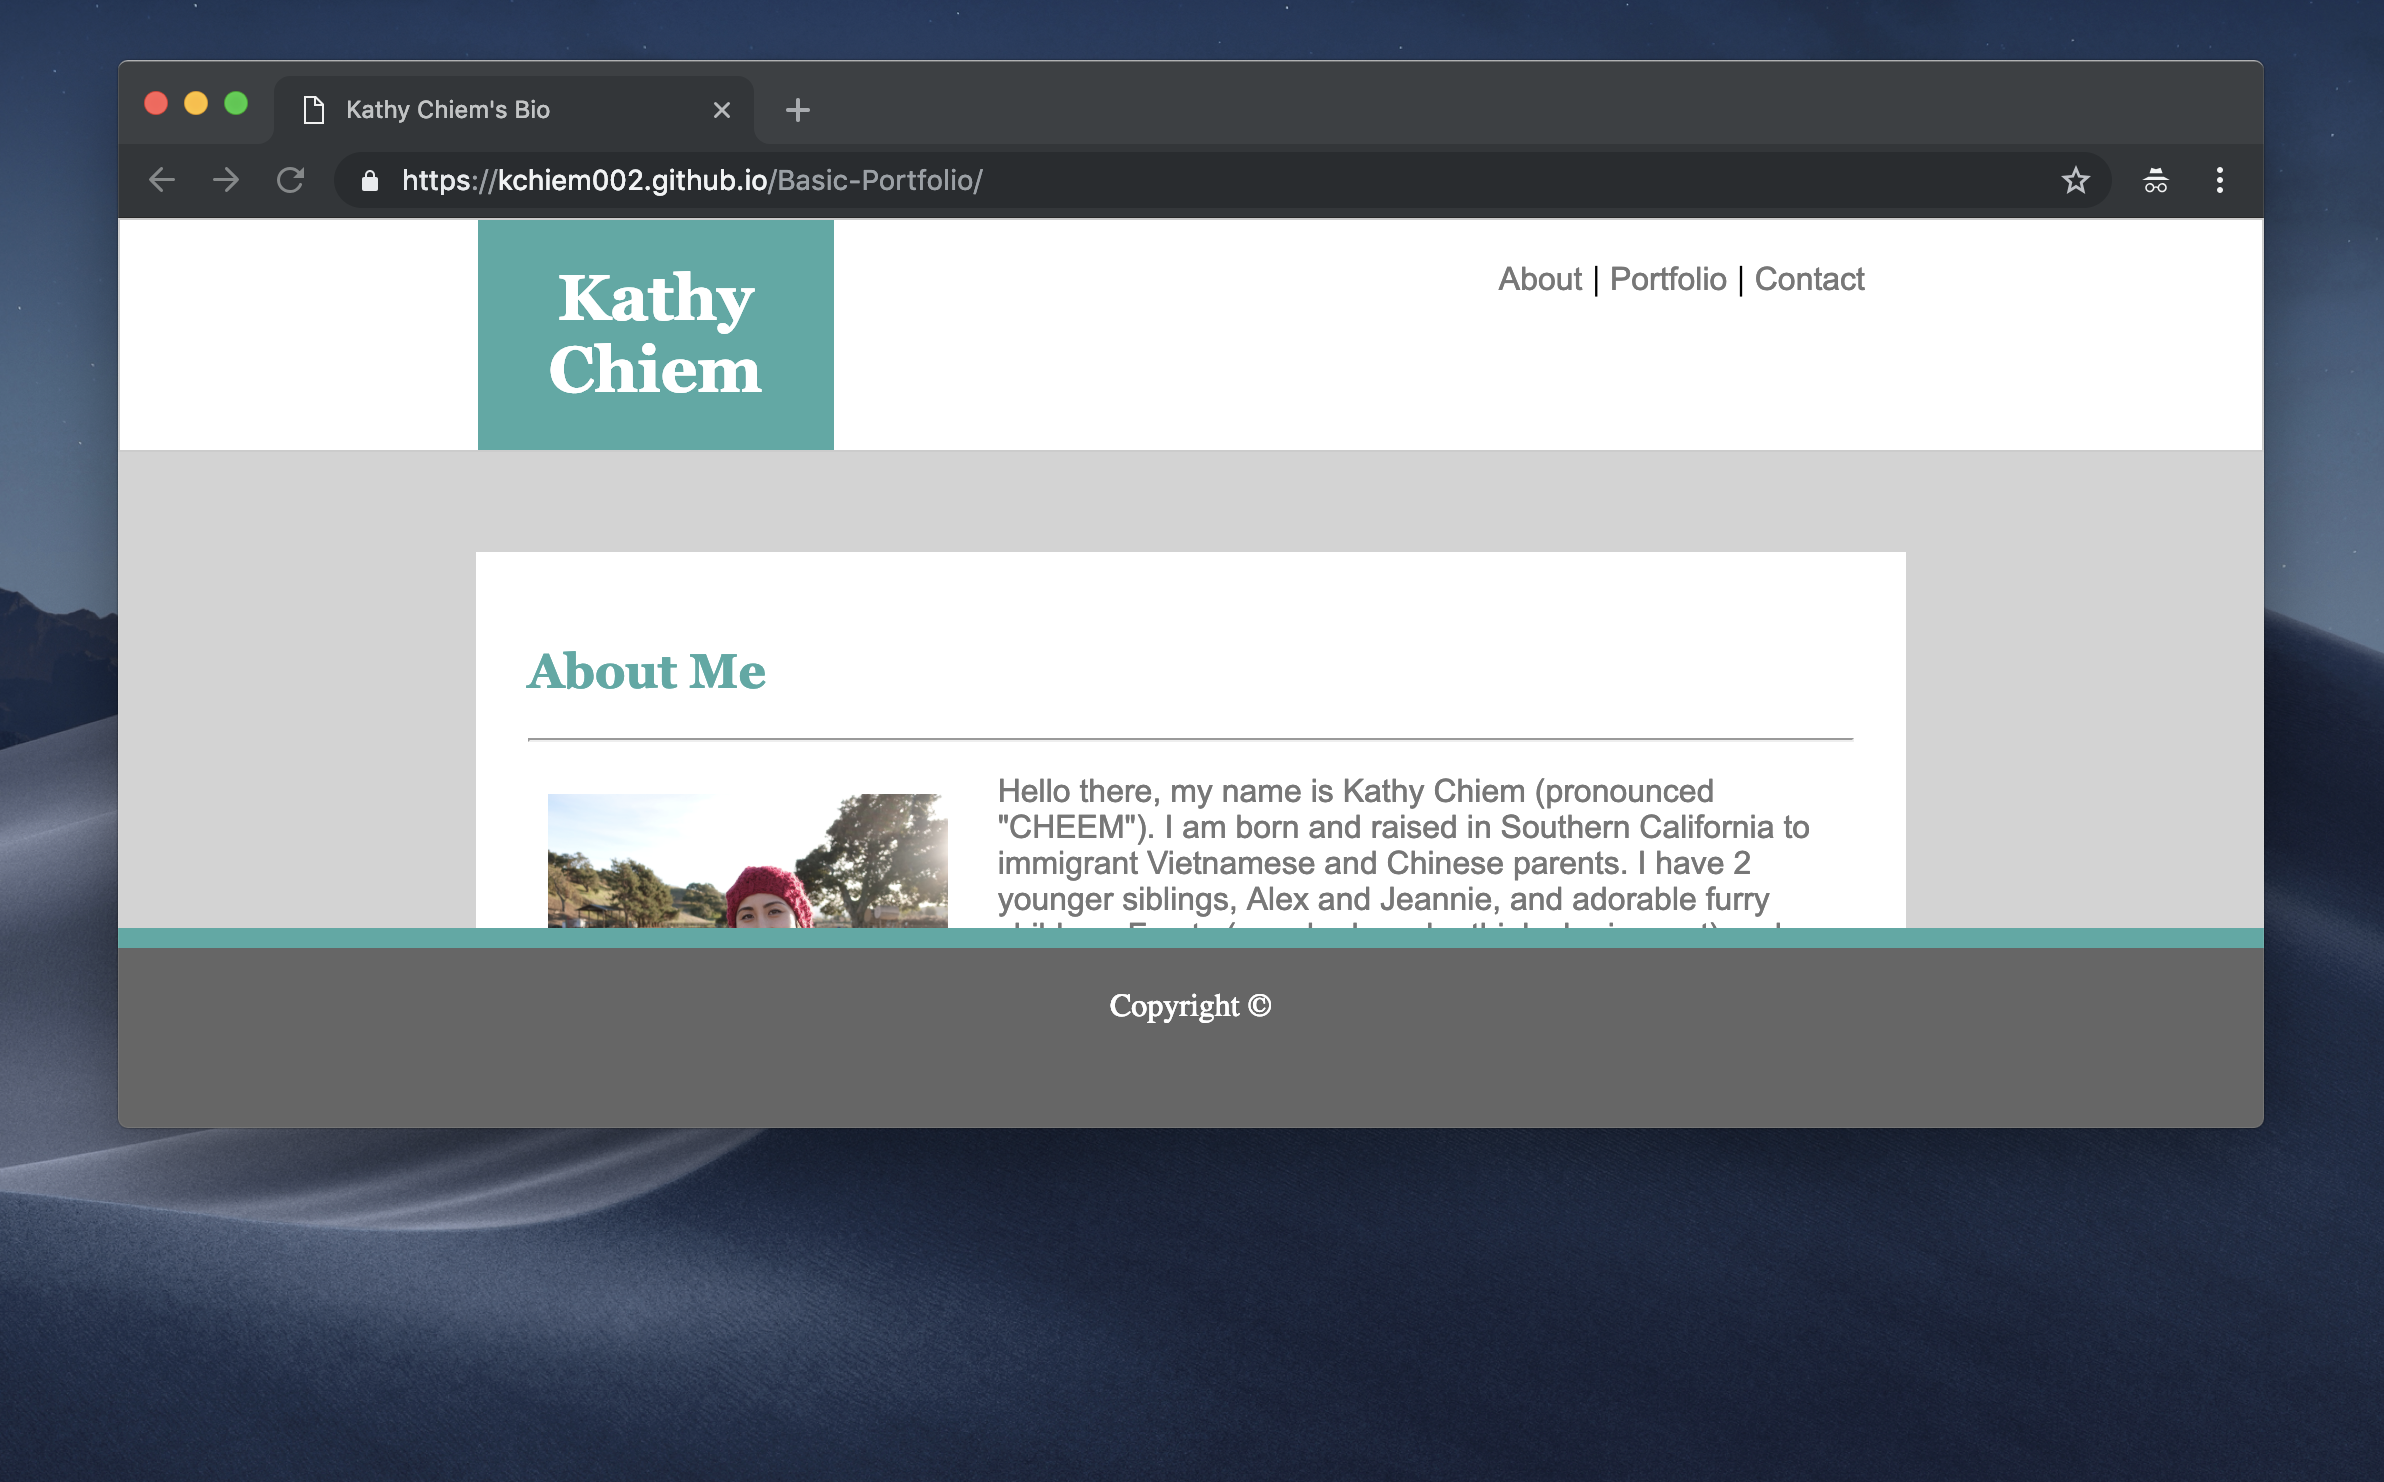 Kathy Chiem's Bio
https://kchiem002.github.io/Basic-Portfolio/
Kathy
Chiem
About | Portfolio | Contact
About Me
Hello there, my name is Kathy Chiem (pronounced
"CHEEM"). I am born and raised in Southern California to
immigrant Vietnamese and Chinese parents. I have 2
younger siblings, Alex and Jeannie, and adorable furry
Copyright ©